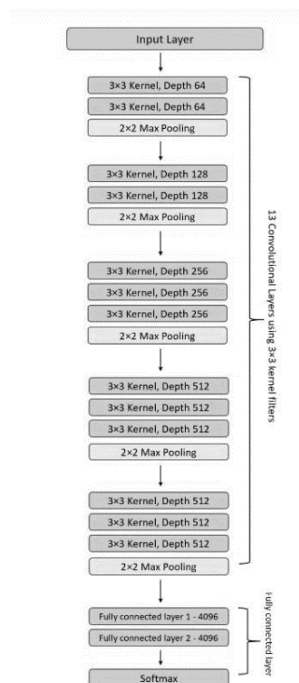 Input Layer
3×3 Kernel, Depth 64
3×3 Kernel, Depth 64
2×2 Max Pooling
3×3 Kernel, Depth 128
3×3 Kernel, Depth 128
2×2 Max Pooling
3×3 Kernel, Depth 256
3×3 Kernel, Depth 256
3×3 Kernel, Depth 256
2×2 Max Pooling
3×3 Kernel, Depth 512
3×3 Kernel, Depth 512
3×3 Kernel, Depth 512
2×2 Max Pooling
3×3 Kernel, Depth 512
3×3 Kernel, Depth 512
3×3 Kernel, Depth 512
2×2 Max Pooling
13 Convolutional Layers using 3×3 kernel filters
Fully connected layer 1 - 4096
Fully connected layer 2 - 4096
Softmax
Fully connected layer